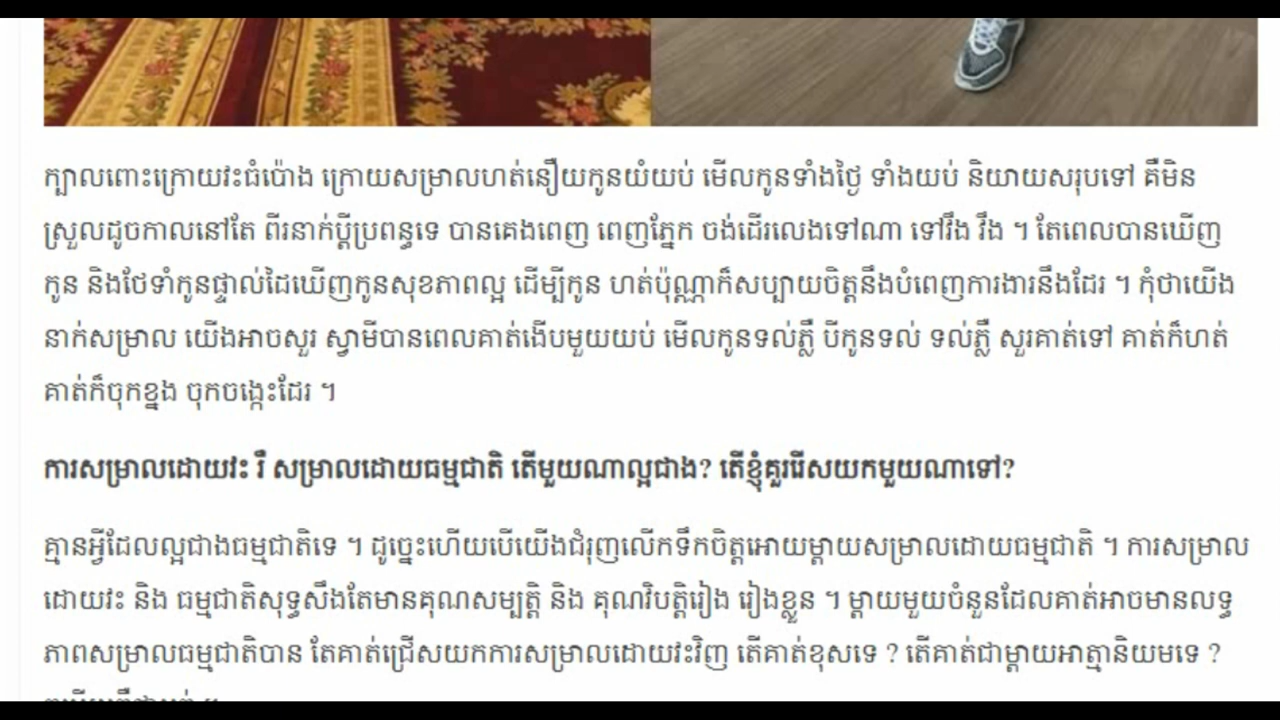 ក្បាលពោះក្រោយវះធំប៉ោង ក្រោយសម្រាលហត់នឿយកូនយំយប់ មើលកូនទាំងថ្ងៃ ទាំងយប់ និយាយសរុបទៅ គឺមិន
ស្រួលដូចកាលនៅតែ ពីរនាក់ប្ដីប្រពន្ធទេ បានគេងពេញ ពេញភ្នែក ចង់ដើរលេងទៅណា ទៅវឹង វឹង ។ តែពេលបានឃើញ
កូន និងថែទាំកូនផ្ទាល់ដៃឃើញកូនសុខភាពល្អ ដើម្បីកូន ហត់ប៉ុណ្ណាក៏សប្បាយចិត្តនឹងបំពេញការងារនឹងដែរ ។ កុំថាយើង
នាក់សម្រាល យើងអាចសួរ ស្វាមីបានពេលគាត់ងើបមួយយប់ មើលកូនទល់ភ្លឺ បីកូនទល់ ទល់ភ្លឺ សួរគាត់ទៅ គាត់ក៏ហត់
គាត់ក៏ចុកខ្នង ចុកចង្កេះដែរ ។
ការសម្រាលដោយវះ រឺ សម្រាលដោយធម្មជាតិ តើមួយណាល្អជាង? តើខ្ញុំគួររើសយកមួយណាទៅ?
គ្មានអ្វីដែលល្អជាងធម្មជាតិទេ ។ ដូច្នេះហើយបើយើងជំរុញលើកទឹកចិត្តអោយម្ដាយសម្រាលដោយធម្មជាតិ ។ ការសម្រាល
ដោយវះ និង ធម្មជាតិសុទ្ធសឹងតែមានគុណសម្បត្តិ និង គុណវិបត្តិរៀង រៀងខ្លួន ។ ម្ដាយមួយចំនួនដែលគាត់អាចមានលទ្ធ
ភាពសម្រាលធម្មជាតិបាន តែគាត់ជ្រើសយកការសម្រាលដោយវះវិញ តើគាត់ខុសទេ ? តើគាត់ជាម្ដាយអាត្មានិយមទេ ?